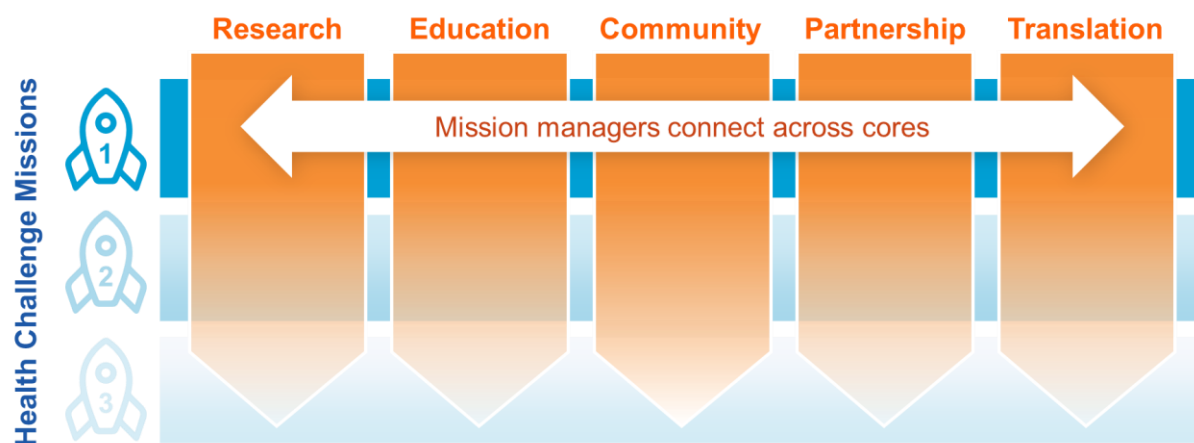 Research
Education
Community
Partnership
Translation
Health Challenge Missions
1
Mission managers connect across cores
2
3